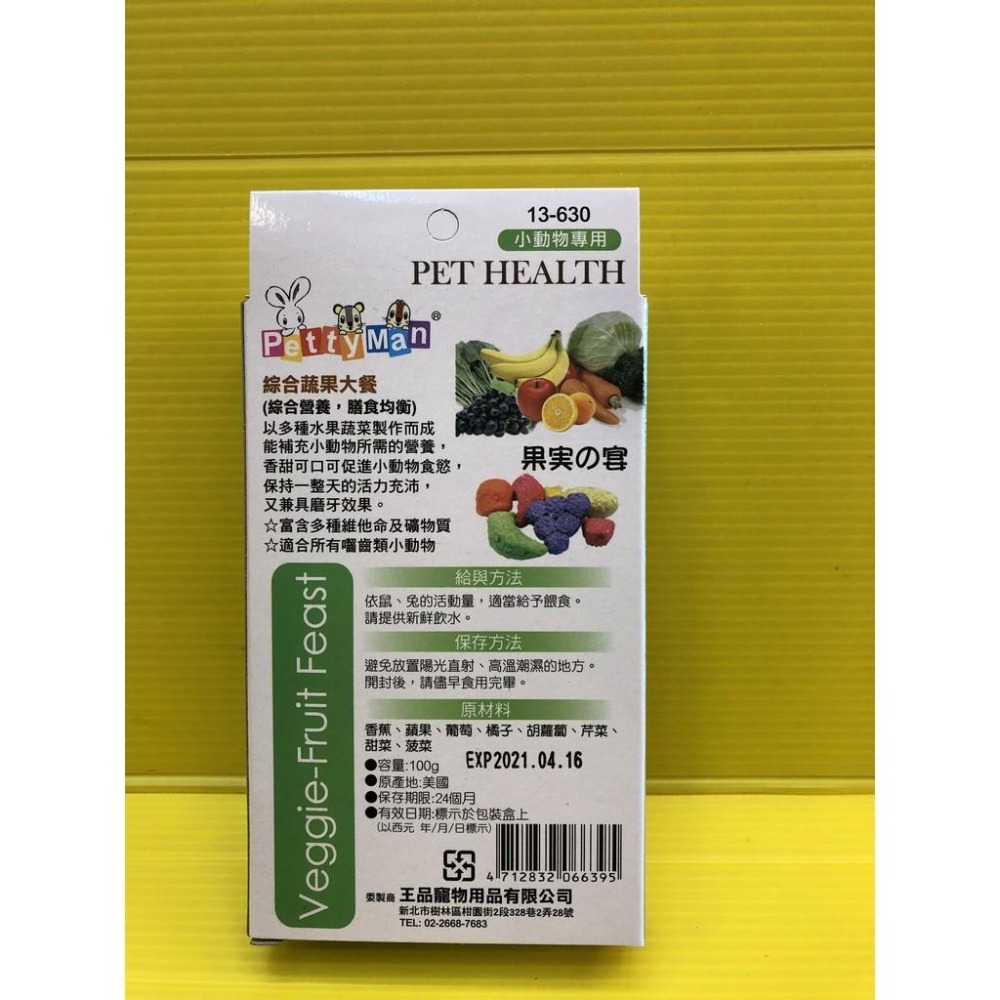 13-630
小動物專用
PET HEALTH
PettyMan®
綜合蔬果大餐
(綜合營養，膳食均衡)
以多種水果蔬菜製作而成
能補充小動物所需的營養，
香甜可口可促進小動物食慾，
保持一整天的活力充沛，
又兼具磨牙效果。
☆富含多種維他命及礦物質
☆適合所有囓齒類小動物
果実の宴
Veggie-Fruit Feast
給與方法
依鼠、兔的活動量，適當給予餵食。
請提供新鮮飲水。
保存方法
避免放置陽光直射、高溫潮濕的地方。
開封後，請儘早食用完畢。
原材料
香蕉、蘋果、葡萄、橘子、胡蘿蔔、芹菜、
甜菜、菠菜
●容量:100g
EXP2021.04.16
●原產地:美國
●保存期限:24個月
●有效日期:標示於包裝盒上
(以西元 年/月/日標示)
4 712832 066395
委製商 王品寵物用品有限公司
新北市樹林區柑園街2段328巷2弄28號
TEL: 02-2668-7683